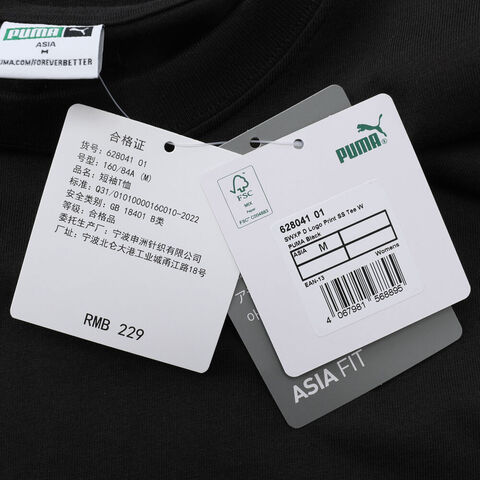 PUMA
ASIA
M
PUMA.COM/FOREVERBETTER
合格证
货号: 628041 01
号型: 160/84A (M)
品名: 短袖T恤
标准: Q31/0101000160010-2022
安全类别: GB 18401 B类
等级: 合格品
委托生产: 宁波申洲针织有限公司
厂址: 宁波北仑大港工业城甬江路18号
RMB 229
FSC
MIX
Paper
PUMA
628041 01
SWxP D Logo Print SS Tee W
PUMA Black
ASIA M
EAN-13 Womens
4 067981 568695
ASIA FIT